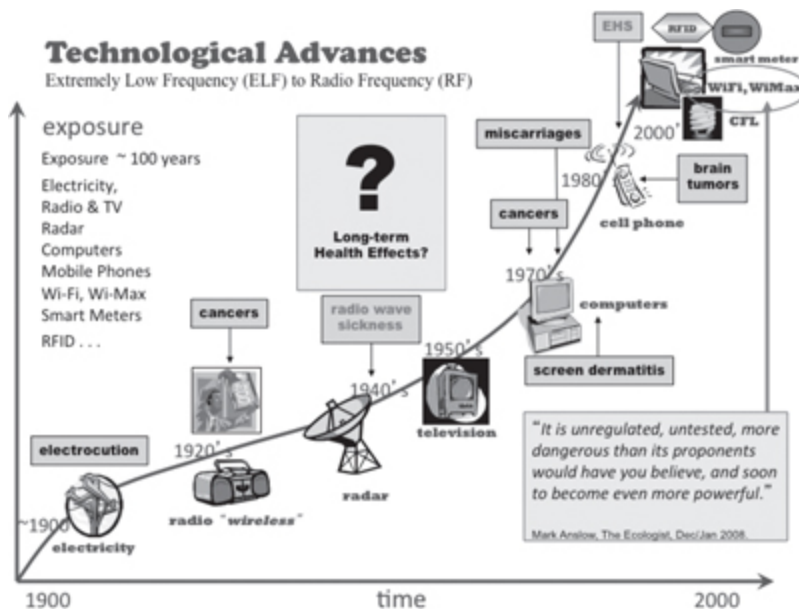 Technological Advances
Extremely Low Frequency (ELF) to Radio Frequency (RF)
EHS
RFID
smart meter
WiFi, WiMax
CFL
exposure
Exposure ~ 100 years
Electricity,
Radio & TV
Radar
Computers
Mobile Phones
Wi-Fi, Wi-Max
Smart Meters
RFID . . .
?
Long-term
Health Effects?
miscarriages
2000'
1980'
brain
tumors
cell phone
cancers
1970's
computers
cancers
radio wave
sickness
1950's
screen dermatitis
1940's
television
electrocution
1920's
radar
radio "wireless"
~1900
electricity
"It is unregulated, untested, more
dangerous than its proponents
would have you believe, and soon
to become even more powerful."
Mark Anslow, The Ecologist, Dec/Jan 2008.
1900
time
2000